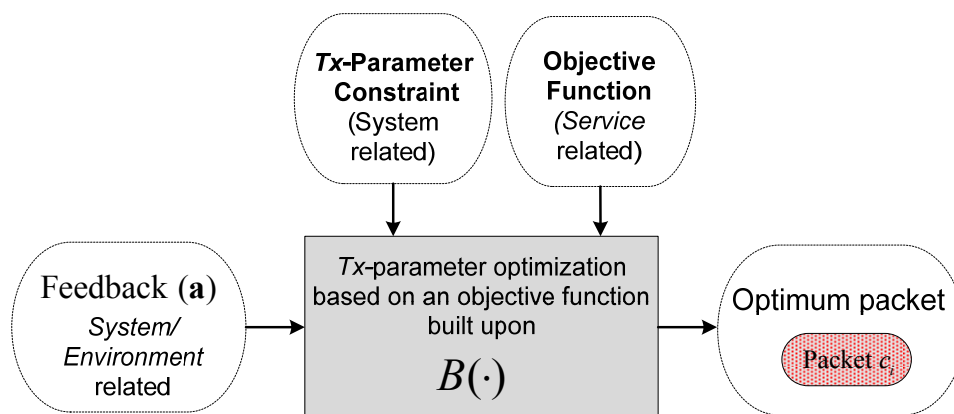 Tx-Parameter
Constraint
(System
related)
Objective
Function
(Service
related)
Feedback (a)
System/
Environment
related
Tx-parameter optimization
based on an objective function
built upon
B(·)
Optimum packet
Packet c_i